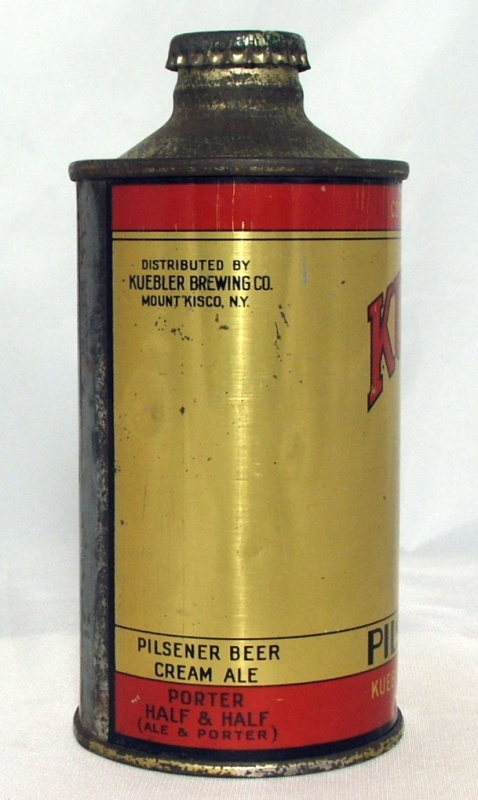 DISTRIBUTED BY
KUEBLER BREWING CO.
MOUNT KISCO, N.Y.
PILSENER BEER
CREAM ALE
PORTER
HALF & HALF
(ALE & PORTER)